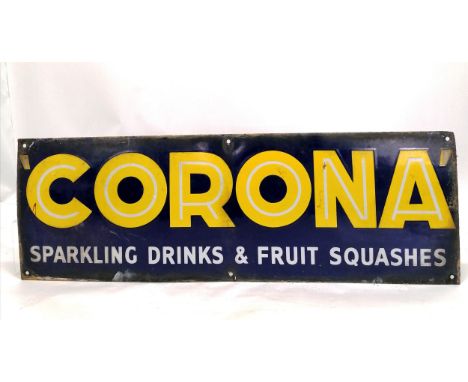 CORONA
SPARKLING DRINKS & FRUIT SQUASHES